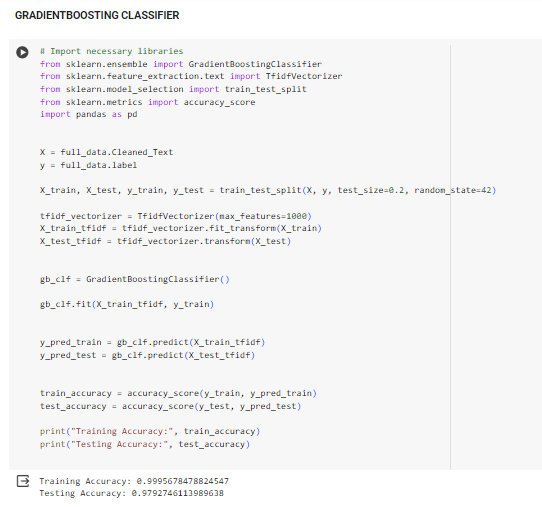 GRADIENTBOOSTING CLASSIFIER
# Import necessary libraries
from sklearn.ensemble import GradientBoostingClassifier
from sklearn.feature_extraction.text import TfidfVectorizer
from sklearn.model_selection import train_test_split
from sklearn.metrics import accuracy_score
import pandas as pd
X = full_data.Cleaned_Text
y = full_data.label
X_train, X_test, y_train, y_test = train_test_split(X, y, test_size=0.2, random_state=42)
tfidf_vectorizer = TfidfVectorizer(max_features=1000)
X_train_tfidf = tfidf_vectorizer.fit_transform(X_train)
X_test_tfidf = tfidf_vectorizer.transform(X_test)
gb_clf = GradientBoostingClassifier()
gb_clf.fit(X_train_tfidf, y_train)
y_pred_train = gb_clf.predict(X_train_tfidf)
y_pred_test = gb_clf.predict(X_test_tfidf)
train_accuracy = accuracy_score(y_train, y_pred_train)
test_accuracy = accuracy_score(y_test, y_pred_test)
print("Training Accuracy:", train_accuracy)
print("Testing Accuracy:", test_accuracy)
Training Accuracy: 0.9995678478824547
Testing Accuracy: 0.9792746113989638